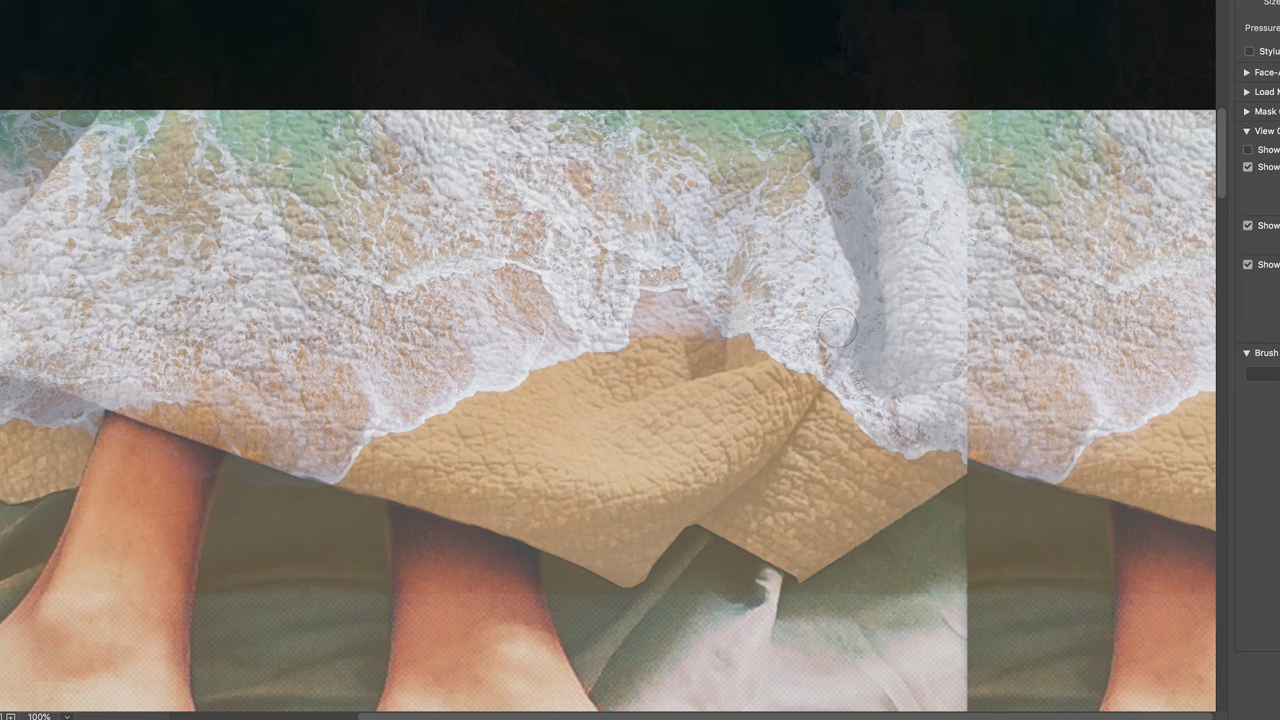 Size
Pressure
Stylu
Face-A
Load M
Mask
View O
Show
Show
Show
Show
Brush
100%